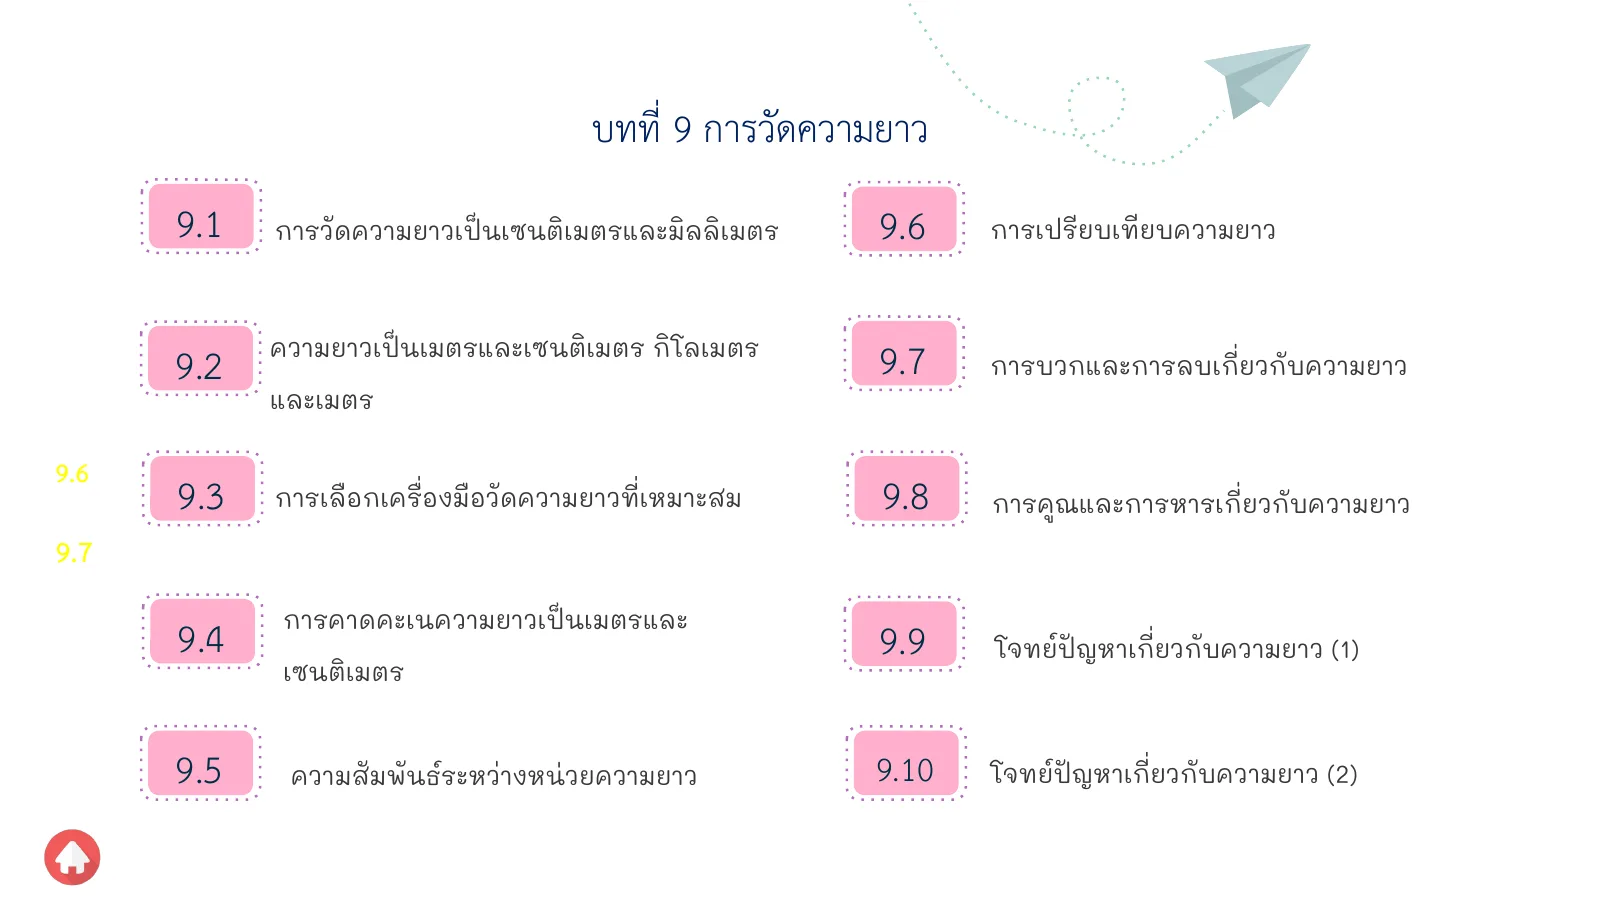 บทที่ 9 การวัดความยาว
9.1 การวัดความยาวเป็นเซนติเมตรและมิลลิเมตร
9.2 ความยาวเป็นเมตรและเซนติเมตร กิโลเมตร
และเมตร
9.3 การเลือกเครื่องมือวัดความยาวที่เหมาะสม
9.4 การคาดคะเนความยาวเป็นเมตรและ
เซนติเมตร
9.5 ความสัมพันธ์ระหว่างหน่วยความยาว
9.6 การเปรียบเทียบความยาว
9.7 การบวกและการลบเกี่ยวกับความยาว
9.8 การคูณและการหารเกี่ยวกับความยาว
9.9 โจทย์ปัญหาเกี่ยวกับความยาว (1)
9.10 โจทย์ปัญหาเกี่ยวกับความยาว (2)
9.6
9.7